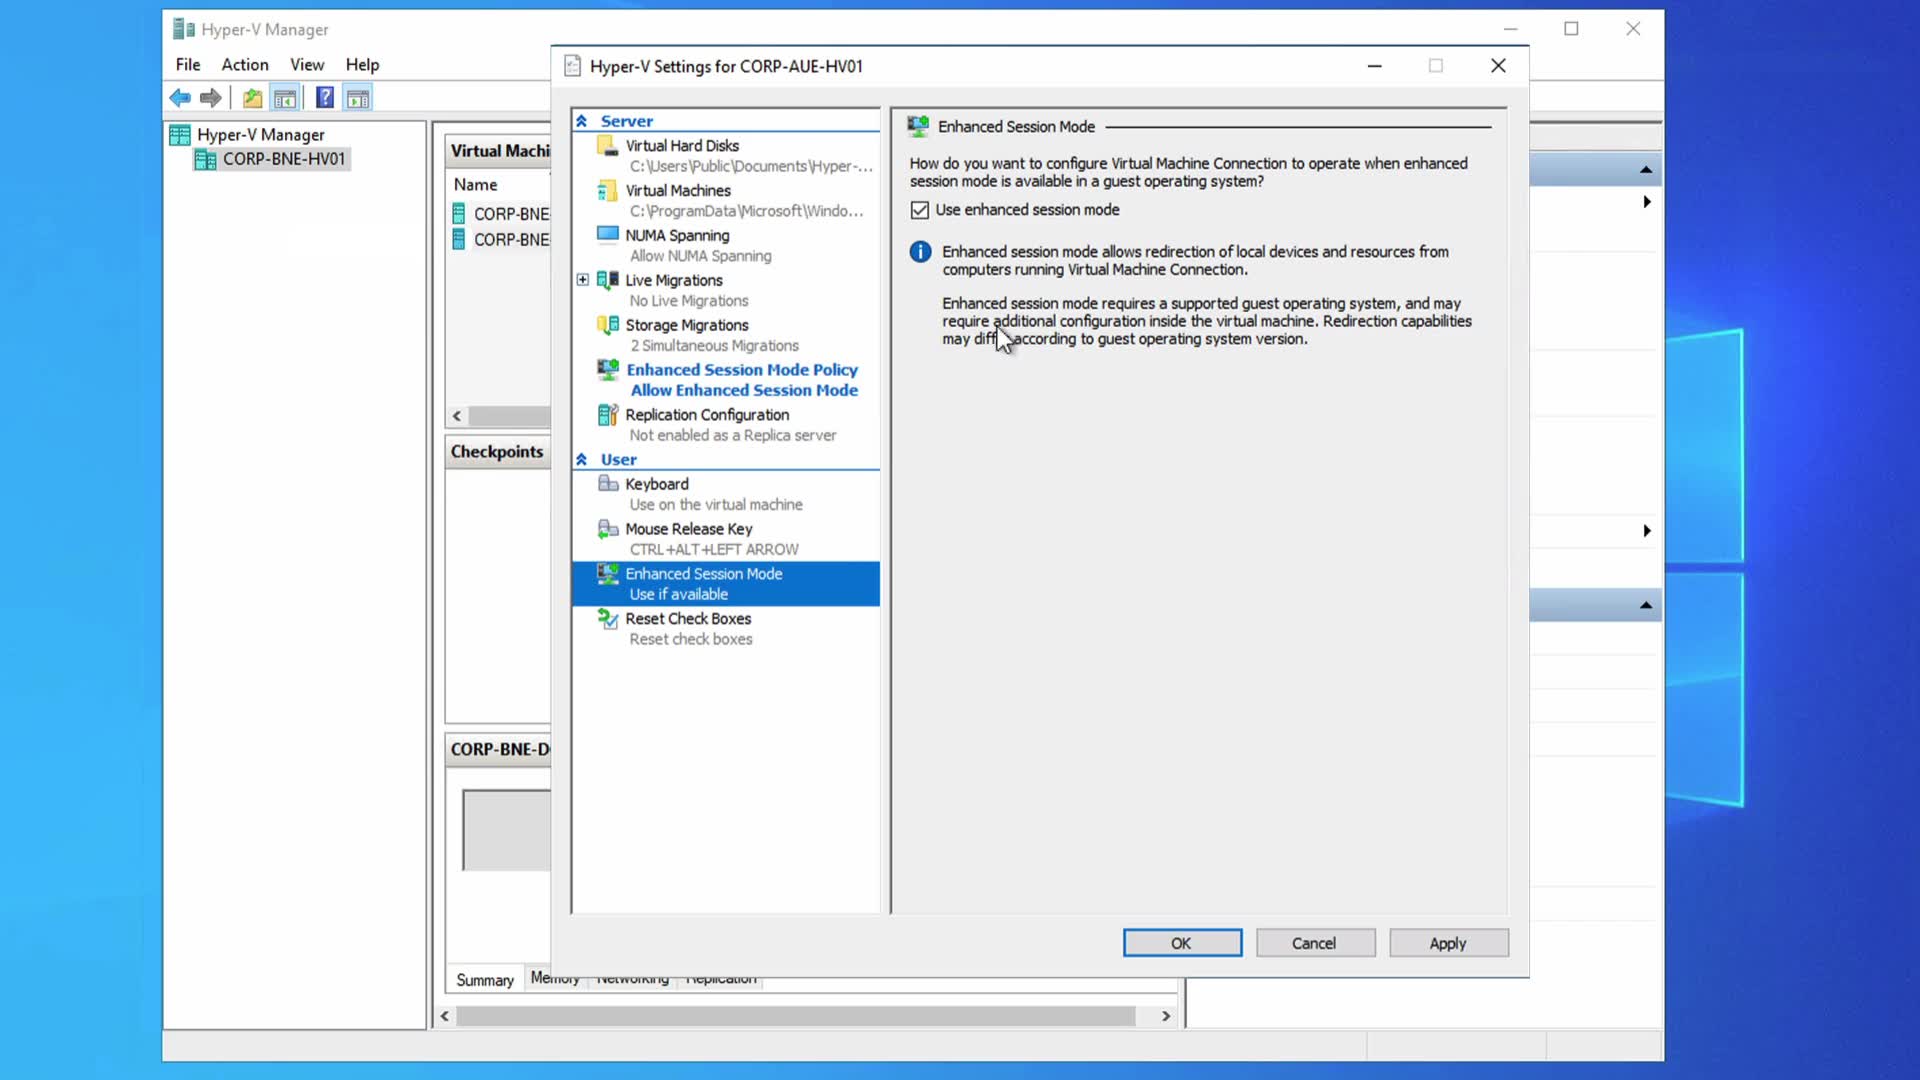 Hyper-V Manager
File Action View Help
Hyper-V Manager
CORP-BNE-HV01
Virtual Machi
Name
CORP-BNE-
CORP-BNE-
Checkpoints
CORP-BNE-D
Summary Memory Networking Replication
Hyper-V Settings for CORP-AUE-HV01
Server
Virtual Hard Disks
C:\Users\Public\Documents\Hyper-...
Virtual Machines
C:\ProgramData\Microsoft\Windo...
NUMA Spanning
Allow NUMA Spanning
Live Migrations
No Live Migrations
Storage Migrations
2 Simultaneous Migrations
Enhanced Session Mode Policy
Allow Enhanced Session Mode
Replication Configuration
Not enabled as a Replica server
User
Keyboard
Use on the virtual machine
Mouse Release Key
CTRL+ALT+LEFT ARROW
Enhanced Session Mode
Use if available
Reset Check Boxes
Reset check boxes
Enhanced Session Mode
How do you want to configure Virtual Machine Connection to operate when enhanced
session mode is available in a guest operating system?
Use enhanced session mode
Enhanced session mode allows redirection of local devices and resources from
computers running Virtual Machine Connection.
Enhanced session mode requires a supported guest operating system, and may
require additional configuration inside the virtual machine. Redirection capabilities
may diff according to guest operating system version.
OK Cancel Apply